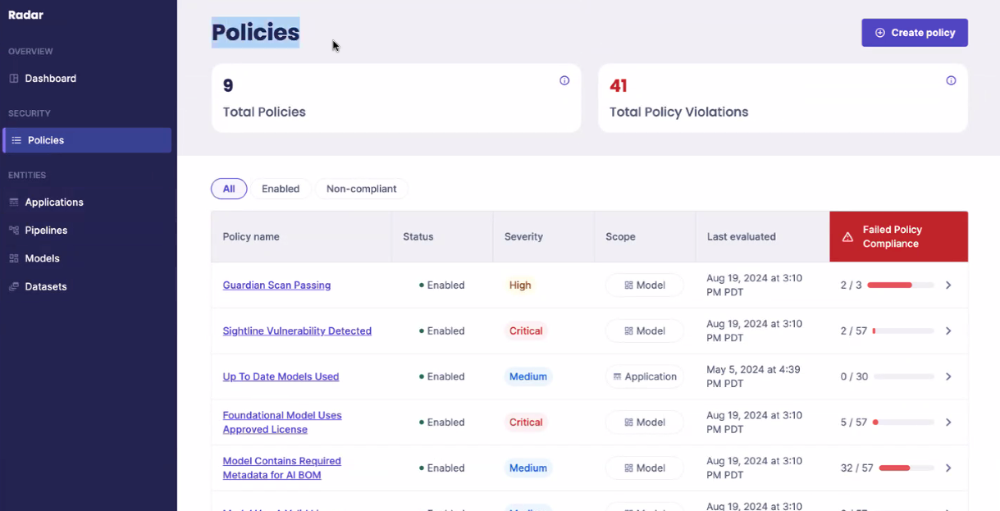 Radar
OVERVIEW
Dashboard
SECURITY
Policies
ENTITIES
Applications
Pipelines
Models
Datasets
Policies
Create policy
9
Total Policies
41
Total Policy Violations
All Enabled Non-compliant
Policy name Status Severity Scope Last evaluated Failed Policy
Compliance
Guardian Scan Passing Enabled High Model Aug 19, 2024 at 3:10
PM PDT 2 / 3
Sightline Vulnerability Detected Enabled Critical Model Aug 19, 2024 at 3:10
PM PDT 2 / 57
Up To Date Models Used Enabled Medium Application May 5, 2024 at 4:39
PM PDT 0 / 30
Foundational Model Uses
Approved License Enabled Critical Model Aug 19, 2024 at 3:10
PM PDT 5 / 57
Model Contains Required
Metadata for AI BOM Enabled Medium Model Aug 19, 2024 at 3:10
PM PDT 32 / 57
Aug 19, 2024 at 3:10